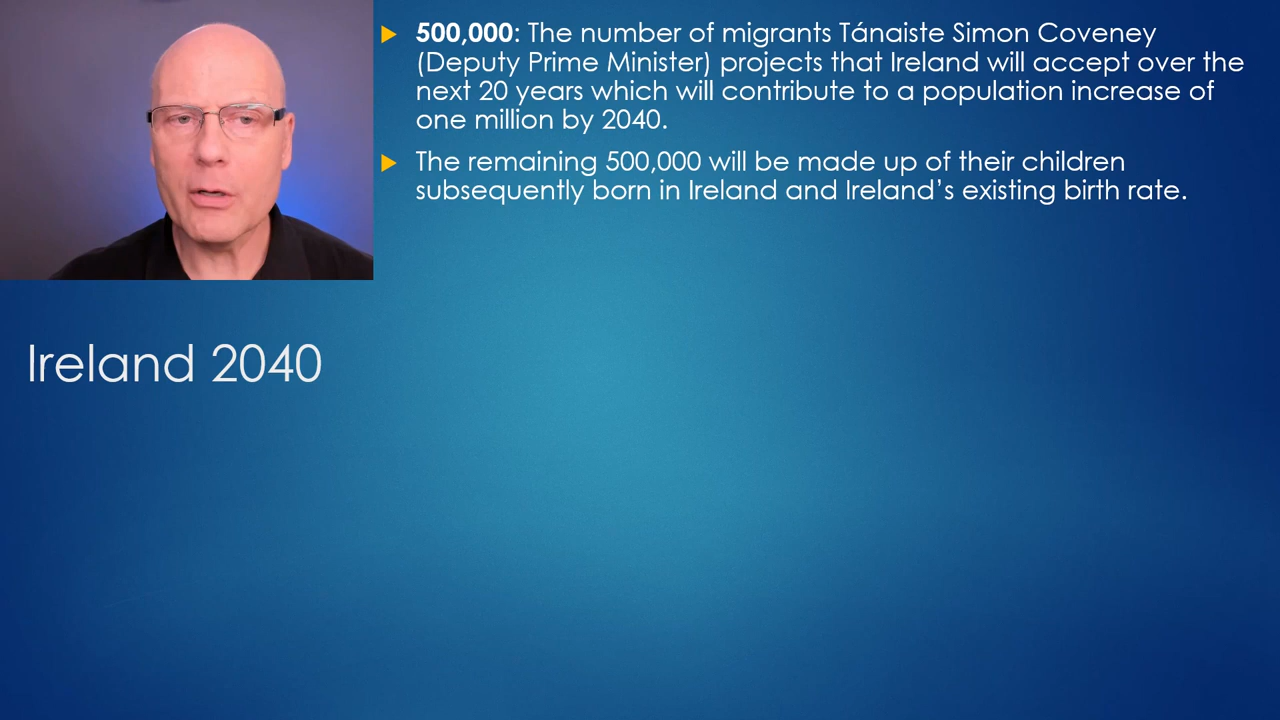 500,000: The number of migrants Tánaiste Simon Coveney
(Deputy Prime Minister) projects that Ireland will accept over the
next 20 years which will contribute to a population increase of
one million by 2040.
The remaining 500,000 will be made up of their children
subsequently born in Ireland and Ireland’s existing birth rate.
Ireland 2040